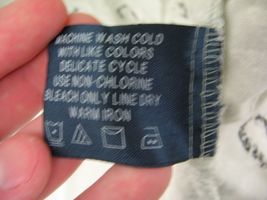 MACHINE WASH COLD
WITH LIKE COLORS
DELICATE CYCLE
USE NON-CHLORINE
BLEACH ONLY LINE DRY
WARM IRON